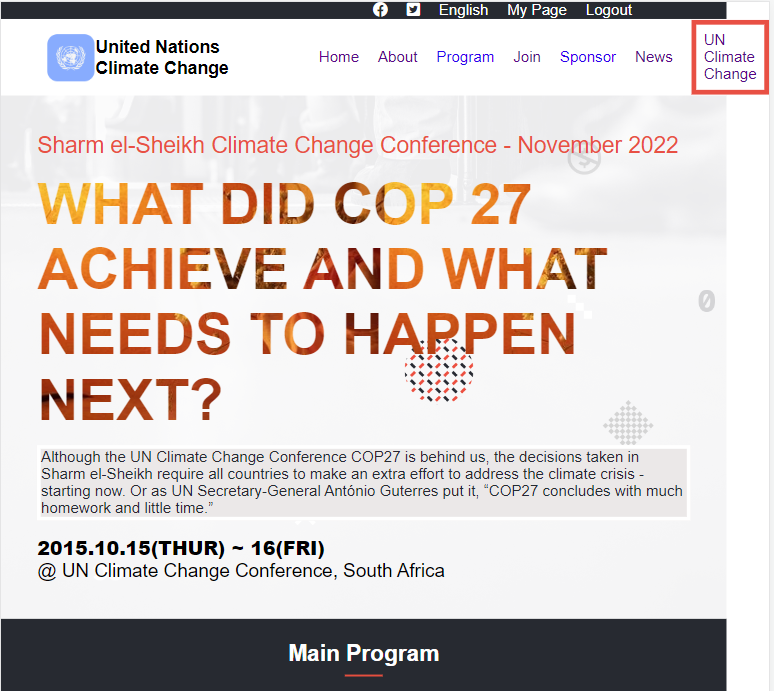 English My Page Logout
United Nations
Climate Change
Home About Program Join Sponsor News
UN
Climate
Change
Sharm el-Sheikh Climate Change Conference - November 2022
WHAT DID COP 27
ACHIEVE AND WHAT
NEEDS TO HAPPEN
NEXT?
Although the UN Climate Change Conference COP27 is behind us, the decisions taken in
Sharm el-Sheikh require all countries to make an extra effort to address the climate crisis -
starting now. Or as UN Secretary-General António Guterres put it, “COP27 concludes with much
homework and little time.”
2015.10.15(THUR) ~ 16(FRI)
@ UN Climate Change Conference, South Africa
Main Program